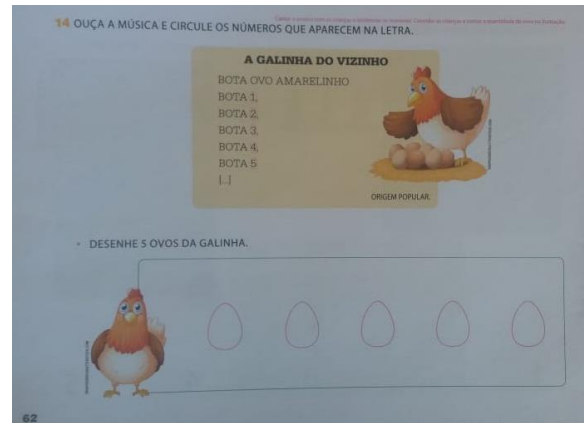 14 OUÇA A MÚSICA E CIRCULE OS NÚMEROS QUE APARECEM NA LETRA.
A GALINHA DO VIZINHO
BOTA OVO AMARELINHO
BOTA 1,
BOTA 2,
BOTA 3,
BOTA 4,
BOTA 5
[...]
ORIGEM POPULAR.
• DESENHE 5 OVOS DA GALINHA.
62